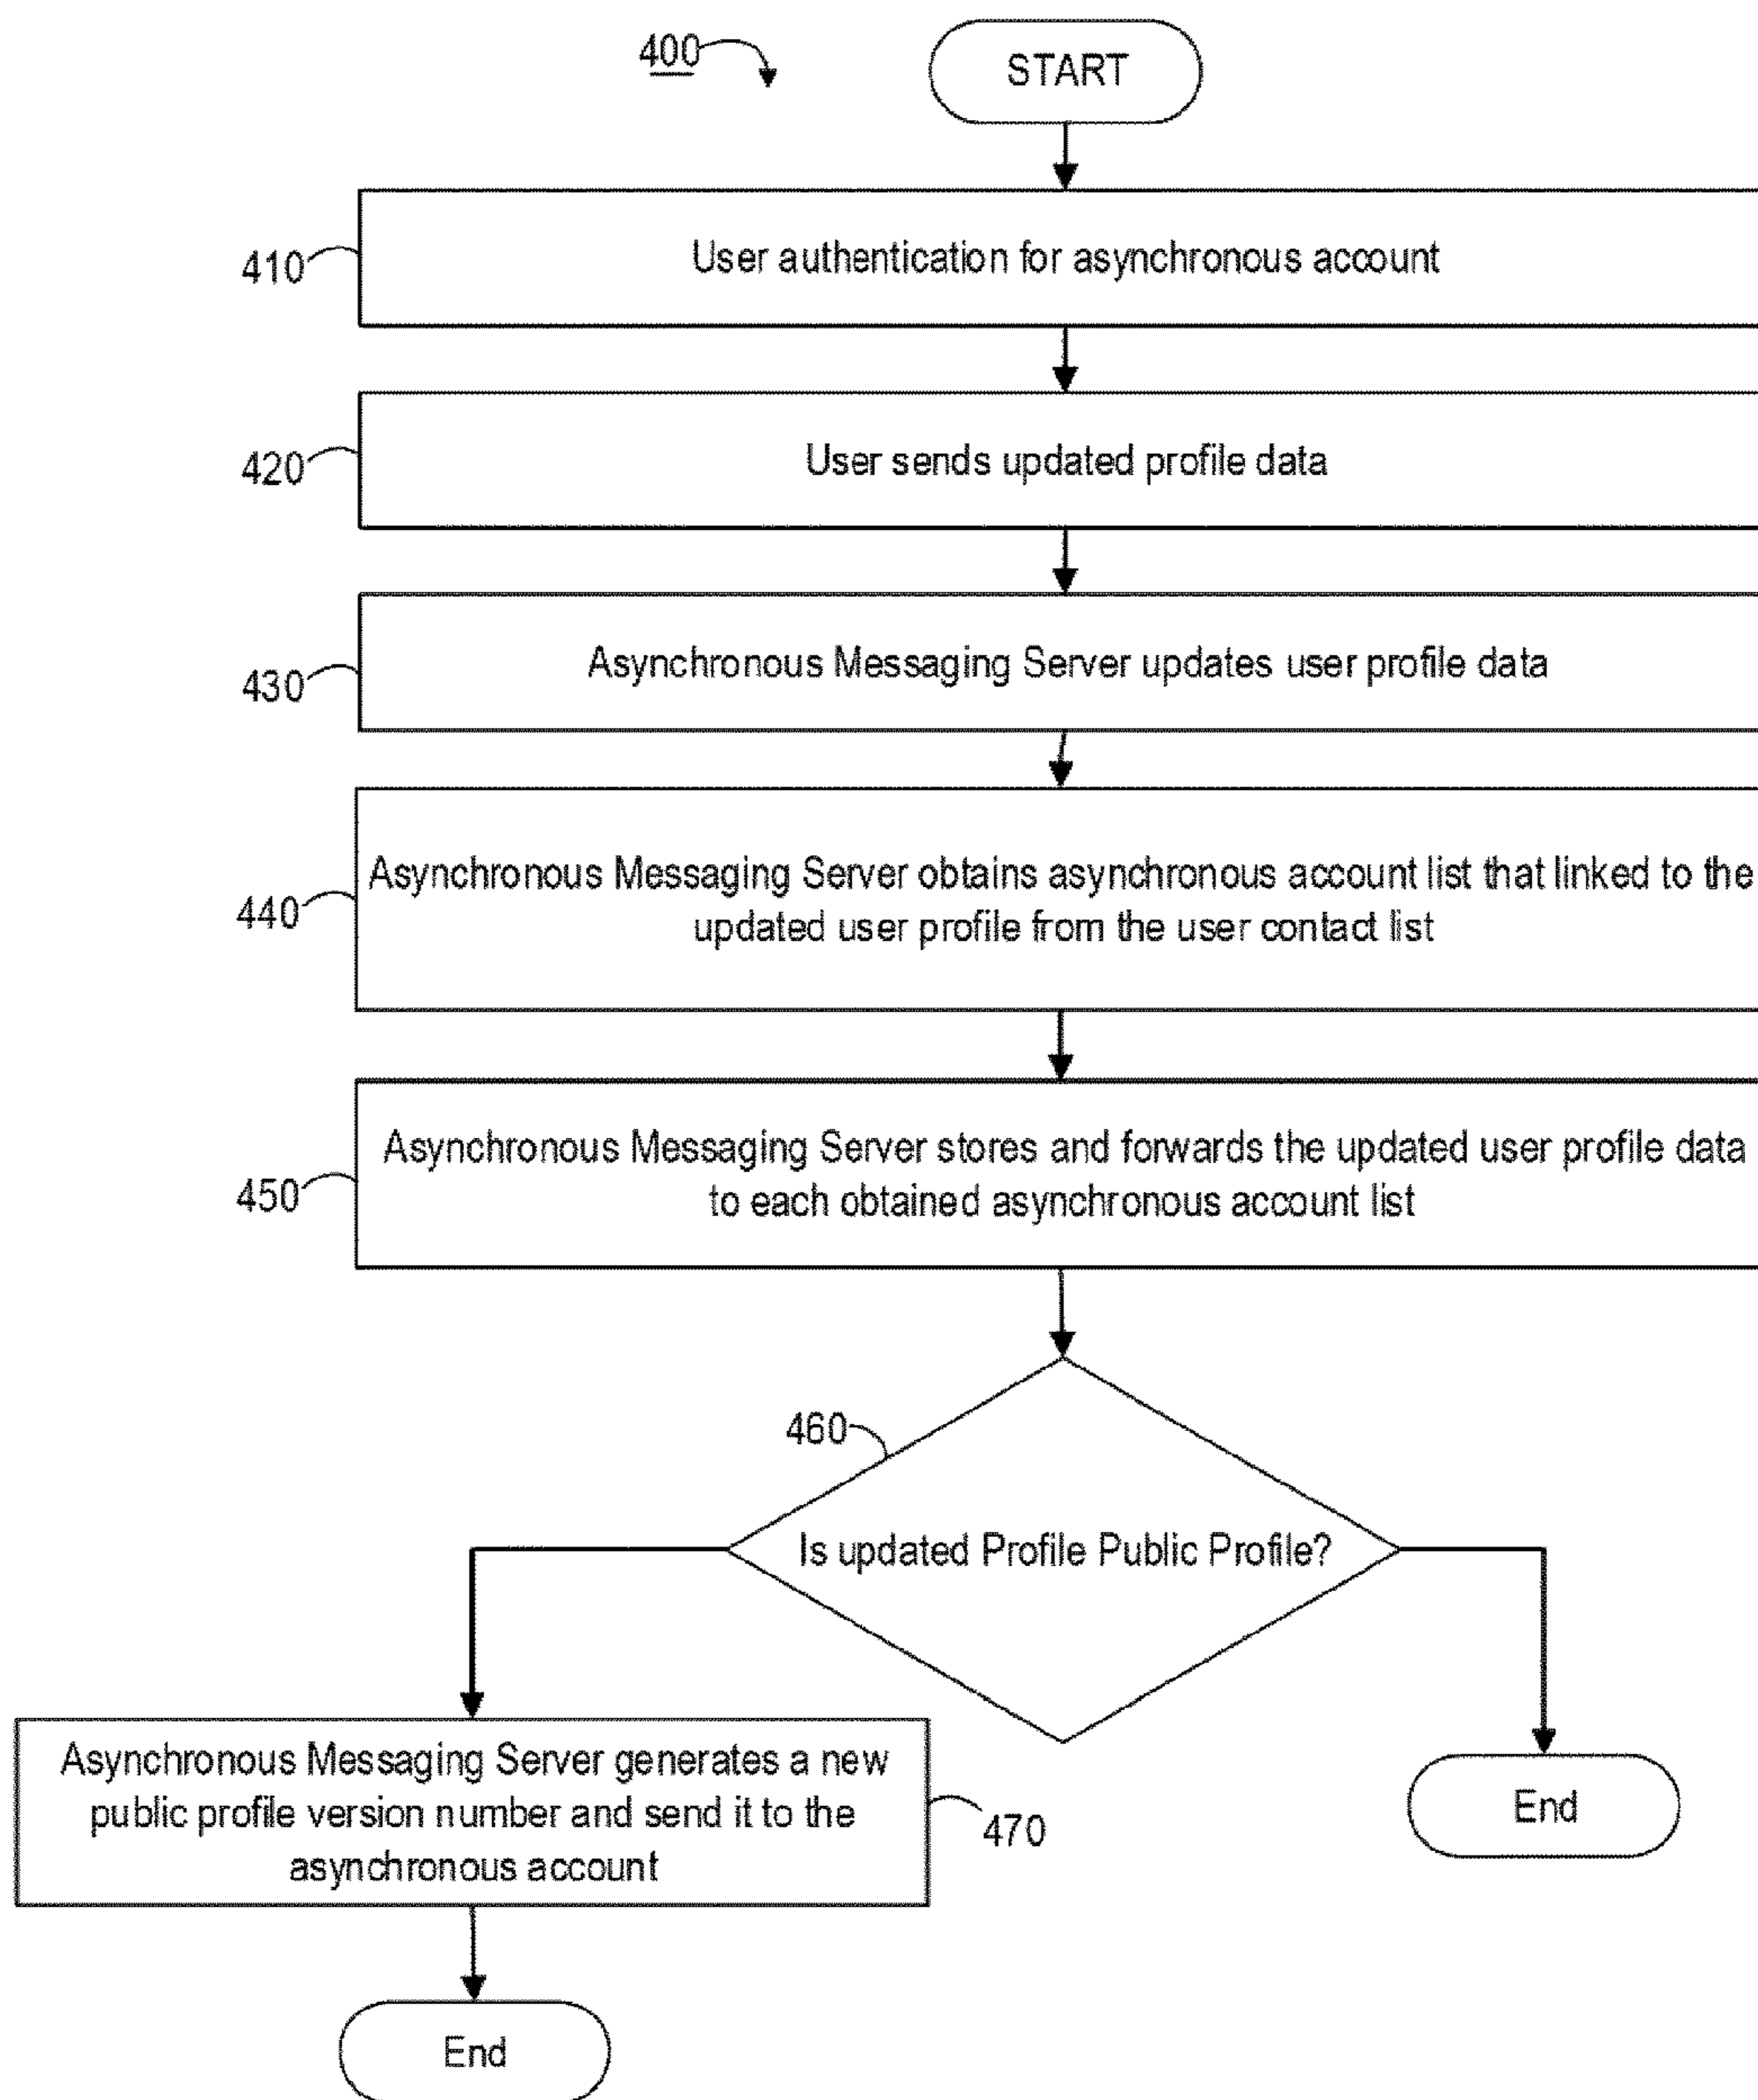 400
START
410
User authentication for asynchronous account
420
User sends updated profile data
430
Asynchronous Messaging Server updates user profile data
440
Asynchronous Messaging Server obtains asynchronous account list that linked to the
updated user profile from the user contact list
450
Asynchronous Messaging Server stores and forwards the updated user profile data
to each obtained asynchronous account list
460
Is updated Profile Public Profile?
Asynchronous Messaging Server generates a new
public profile version number and send it to the
asynchronous account
470
End
End